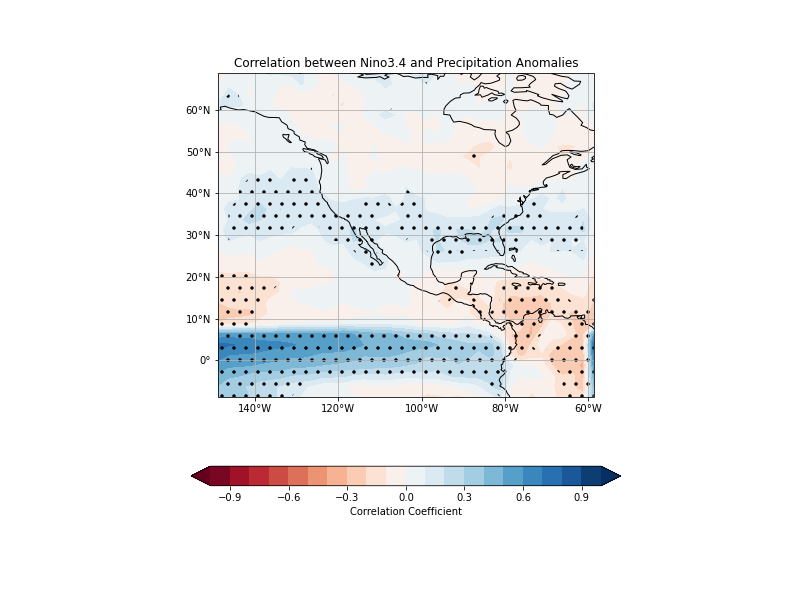 Correlation between Nino3.4 and Precipitation Anomalies
60°N
50°N
40°N
30°N
20°N
10°N
0°
140°W 120°W 100°W 80°W 60°W
−0.9 −0.6 −0.3 0.0 0.3 0.6 0.9
Correlation Coefficient